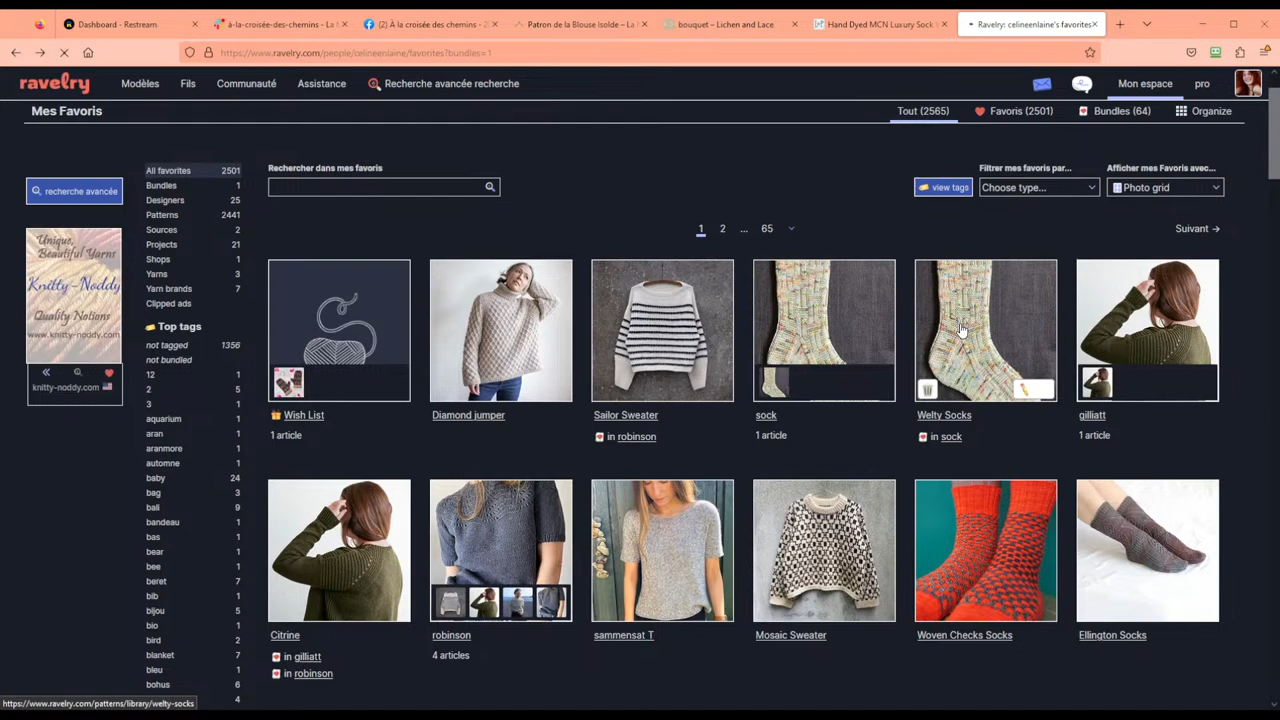 Dashboard - Restream
à-la-croisée-des-chemins - La M
(2) À la croisée des chemins - 2
Patron de la Blouse Isolde – La M
bouquet – Lichen and Lace
Hand Dyed MCN Luxury Sock
Ravelry: celineenlaine's favorites
https://www.ravelry.com/people/celineenlaine/favorites?bundles=1
ravelry
Modèles
Fils
Communauté
Assistance
Recherche avancée recherche
Mon espace
pro
Mes Favoris
Tout (2565)
Favoris (2501)
Bundles (64)
Organize
recherche avancée
All favorites 2501
Bundles 1
Designers 25
Patterns 2441
Sources 2
Projects 21
Shops 1
Yarns 3
Yarn brands 7
Clipped ads
Top tags
not tagged 1356
not bundled
12 1
2 5
3 1
aquarium 1
aran 1
aranmore 1
automne 1
baby 24
bag 3
bali 9
bandeau 1
bas 1
bear 1
bee 1
beret 7
bib 1
bijou 5
bio 1
bird 2
blanket 7
bleu 1
bohus 6
4
Unique,
Beautiful Yarns
Knitty-Noddy
Quality Notions
www.knitty-noddy.com
knitty-noddy.com
Rechercher dans mes favoris
view tags
Filtrer mes favoris par...
Choose type...
Afficher mes Favoris avec...
Photo grid
1 2 ... 65
Suivant →
Wish List
1 article
Diamond jumper
Sailor Sweater
in robinson
sock
1 article
Welty Socks
in sock
gilliatt
1 article
Citrine
in gilliatt
in robinson
robinson
4 articles
sammensat T
Mosaic Sweater
Woven Checks Socks
Ellington Socks
https://www.ravelry.com/patterns/library/welty-socks